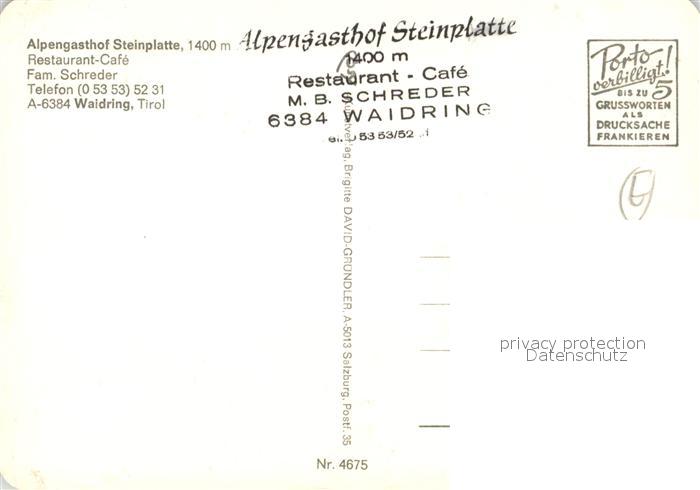 Alpengasthof Steinplatte, 1400 m
Restaurant-Café
Fam. Schreder
Telefon (0 53 53) 52 31
A-6384 Waidring, Tirol
Alpengasthof Steinplatte
1400 m
Restaurant - Café
M. B. SCHREDER
6384 WAIDRING
05353/52
Porto
verbilligt!
BIS ZU 5
GRUSSWORTEN
ALS
DRUCKSACHE
FRANKIEREN
Brigitte DAVID-GRÜNDLER, A-5013 Salzburg, Postf. 35
privacy protection
Datenschutz
Nr. 4675